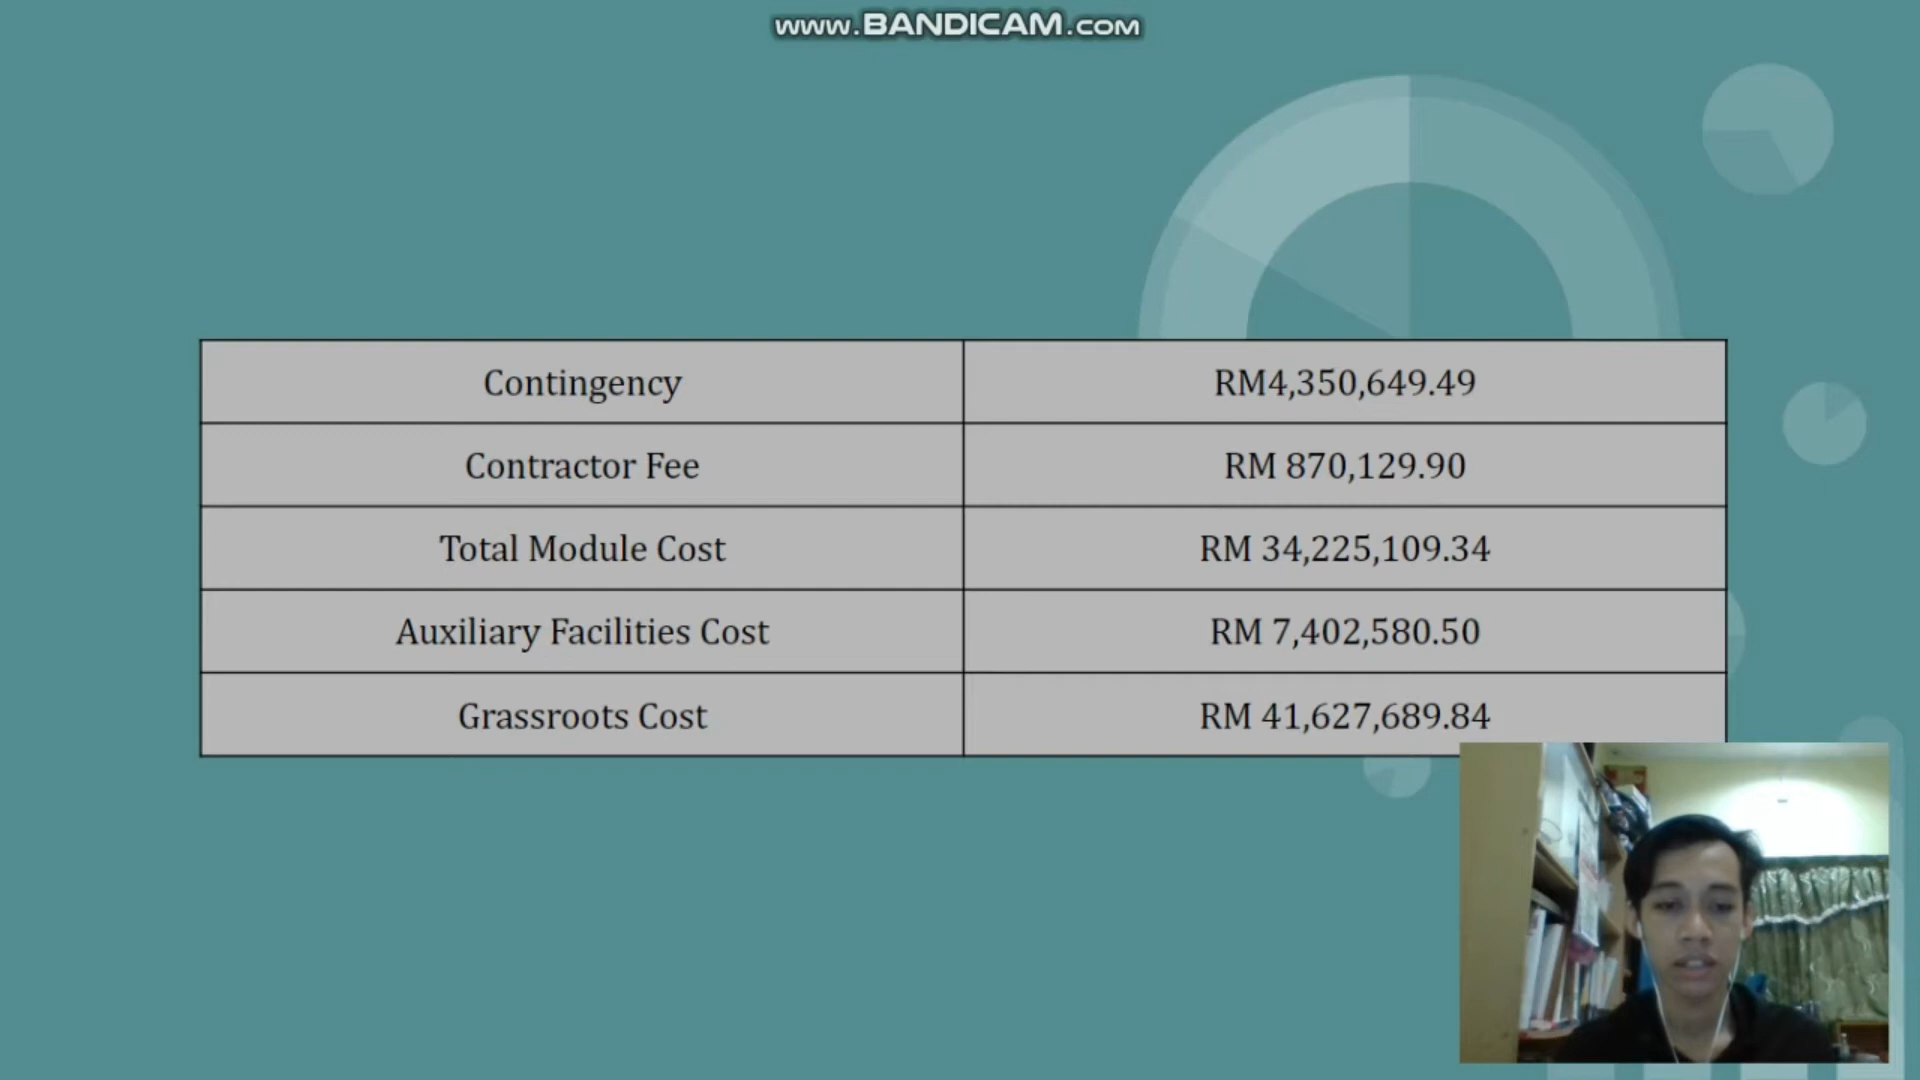 www.BANDICAM.com
Contingency RM4,350,649.49
Contractor Fee RM 870,129.90
Total Module Cost RM 34,225,109.34
Auxiliary Facilities Cost RM 7,402,580.50
Grassroots Cost RM 41,627,689.84